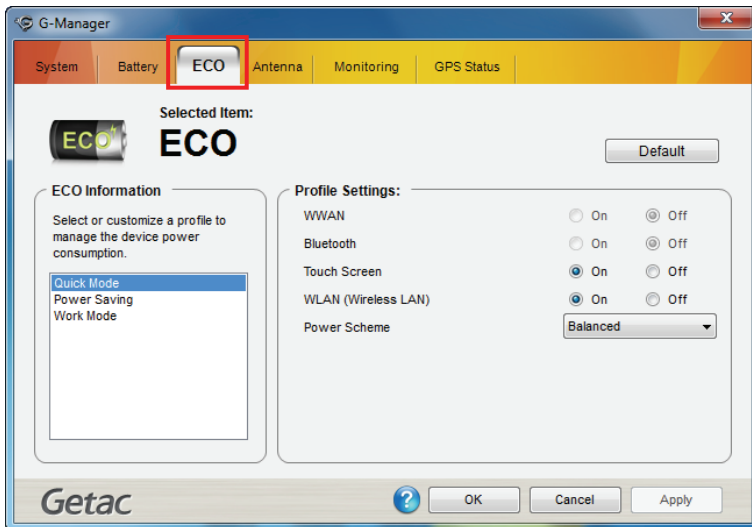 G-Manager
x
System Battery ECO Antenna Monitoring GPS Status
ECO
Selected Item:
ECO
Default
ECO Information
Select or customize a profile to
manage the device power
consumption.
Quick Mode
Power Saving
Work Mode
Profile Settings:
WWAN On Off
Bluetooth On Off
Touch Screen On Off
WLAN (Wireless LAN) On Off
Power Scheme Balanced
Getac ? OK Cancel Apply